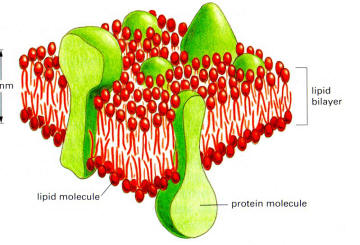 nm
lipid
bilayer
lipid molecule
protein molecule